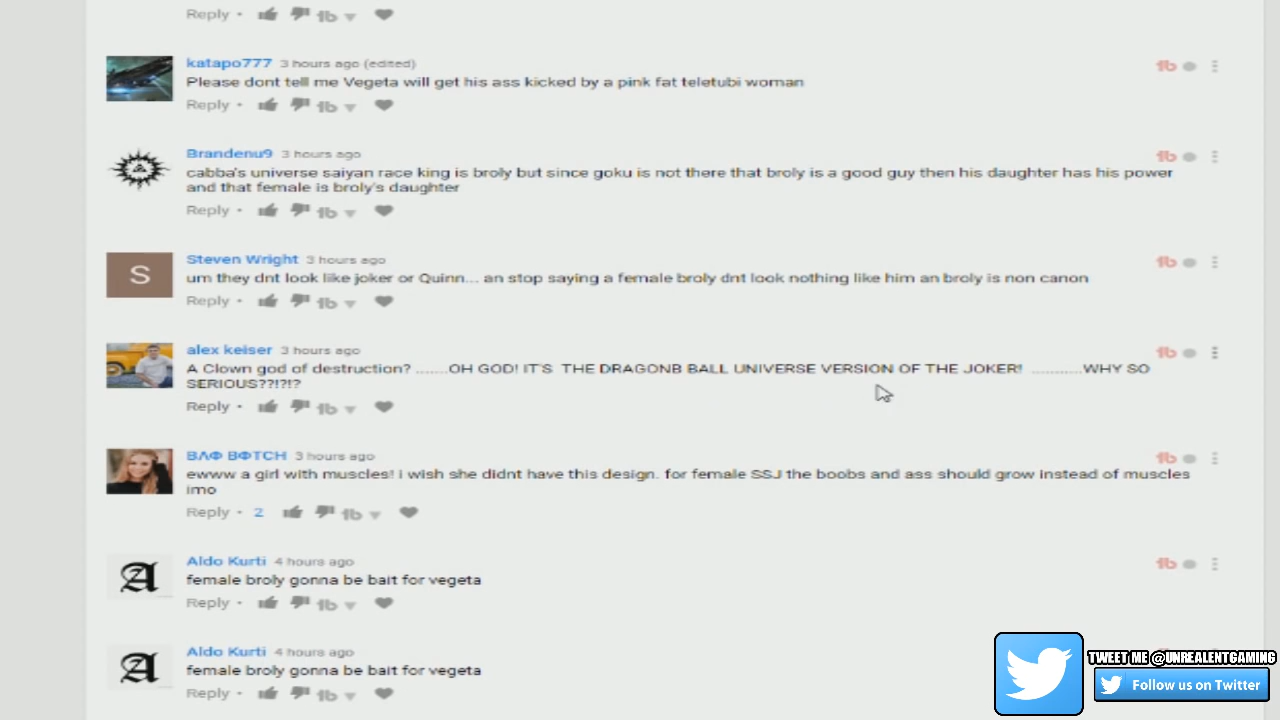 Reply •
katapo777 3 hours ago (edited)
Please dont tell me Vegeta will get his ass kicked by a pink fat teletubi woman
Reply •
Brandenu9 3 hours ago
cabba's universe saiyan race king is broly but since goku is not there that broly is a good guy then his daughter has his power
and that female is broly's daughter
Reply •
S
Steven Wright 3 hours ago
um they dnt look like joker or Quinn... an stop saying a female broly dnt look nothing like him an broly is non canon
Reply •
alex keiser 3 hours ago
A Clown god of destruction? .......OH GOD! IT'S THE DRAGONB BALL UNIVERSE VERSION OF THE JOKER! ...........WHY SO
SERIOUS??!?!?
Reply •
BΛΦ BΦTCH 3 hours ago
ewww a girl with muscles! i wish she didnt have this design. for female SSJ the boobs and ass should grow instead of muscles
imo
Reply • 2
Aldo Kurti 4 hours ago
female broly gonna be bait for vegeta
Reply •
Aldo Kurti 4 hours ago
female broly gonna be bait for vegeta
Reply •
TWEET ME @UNREALENTGAMING
Follow us on Twitter